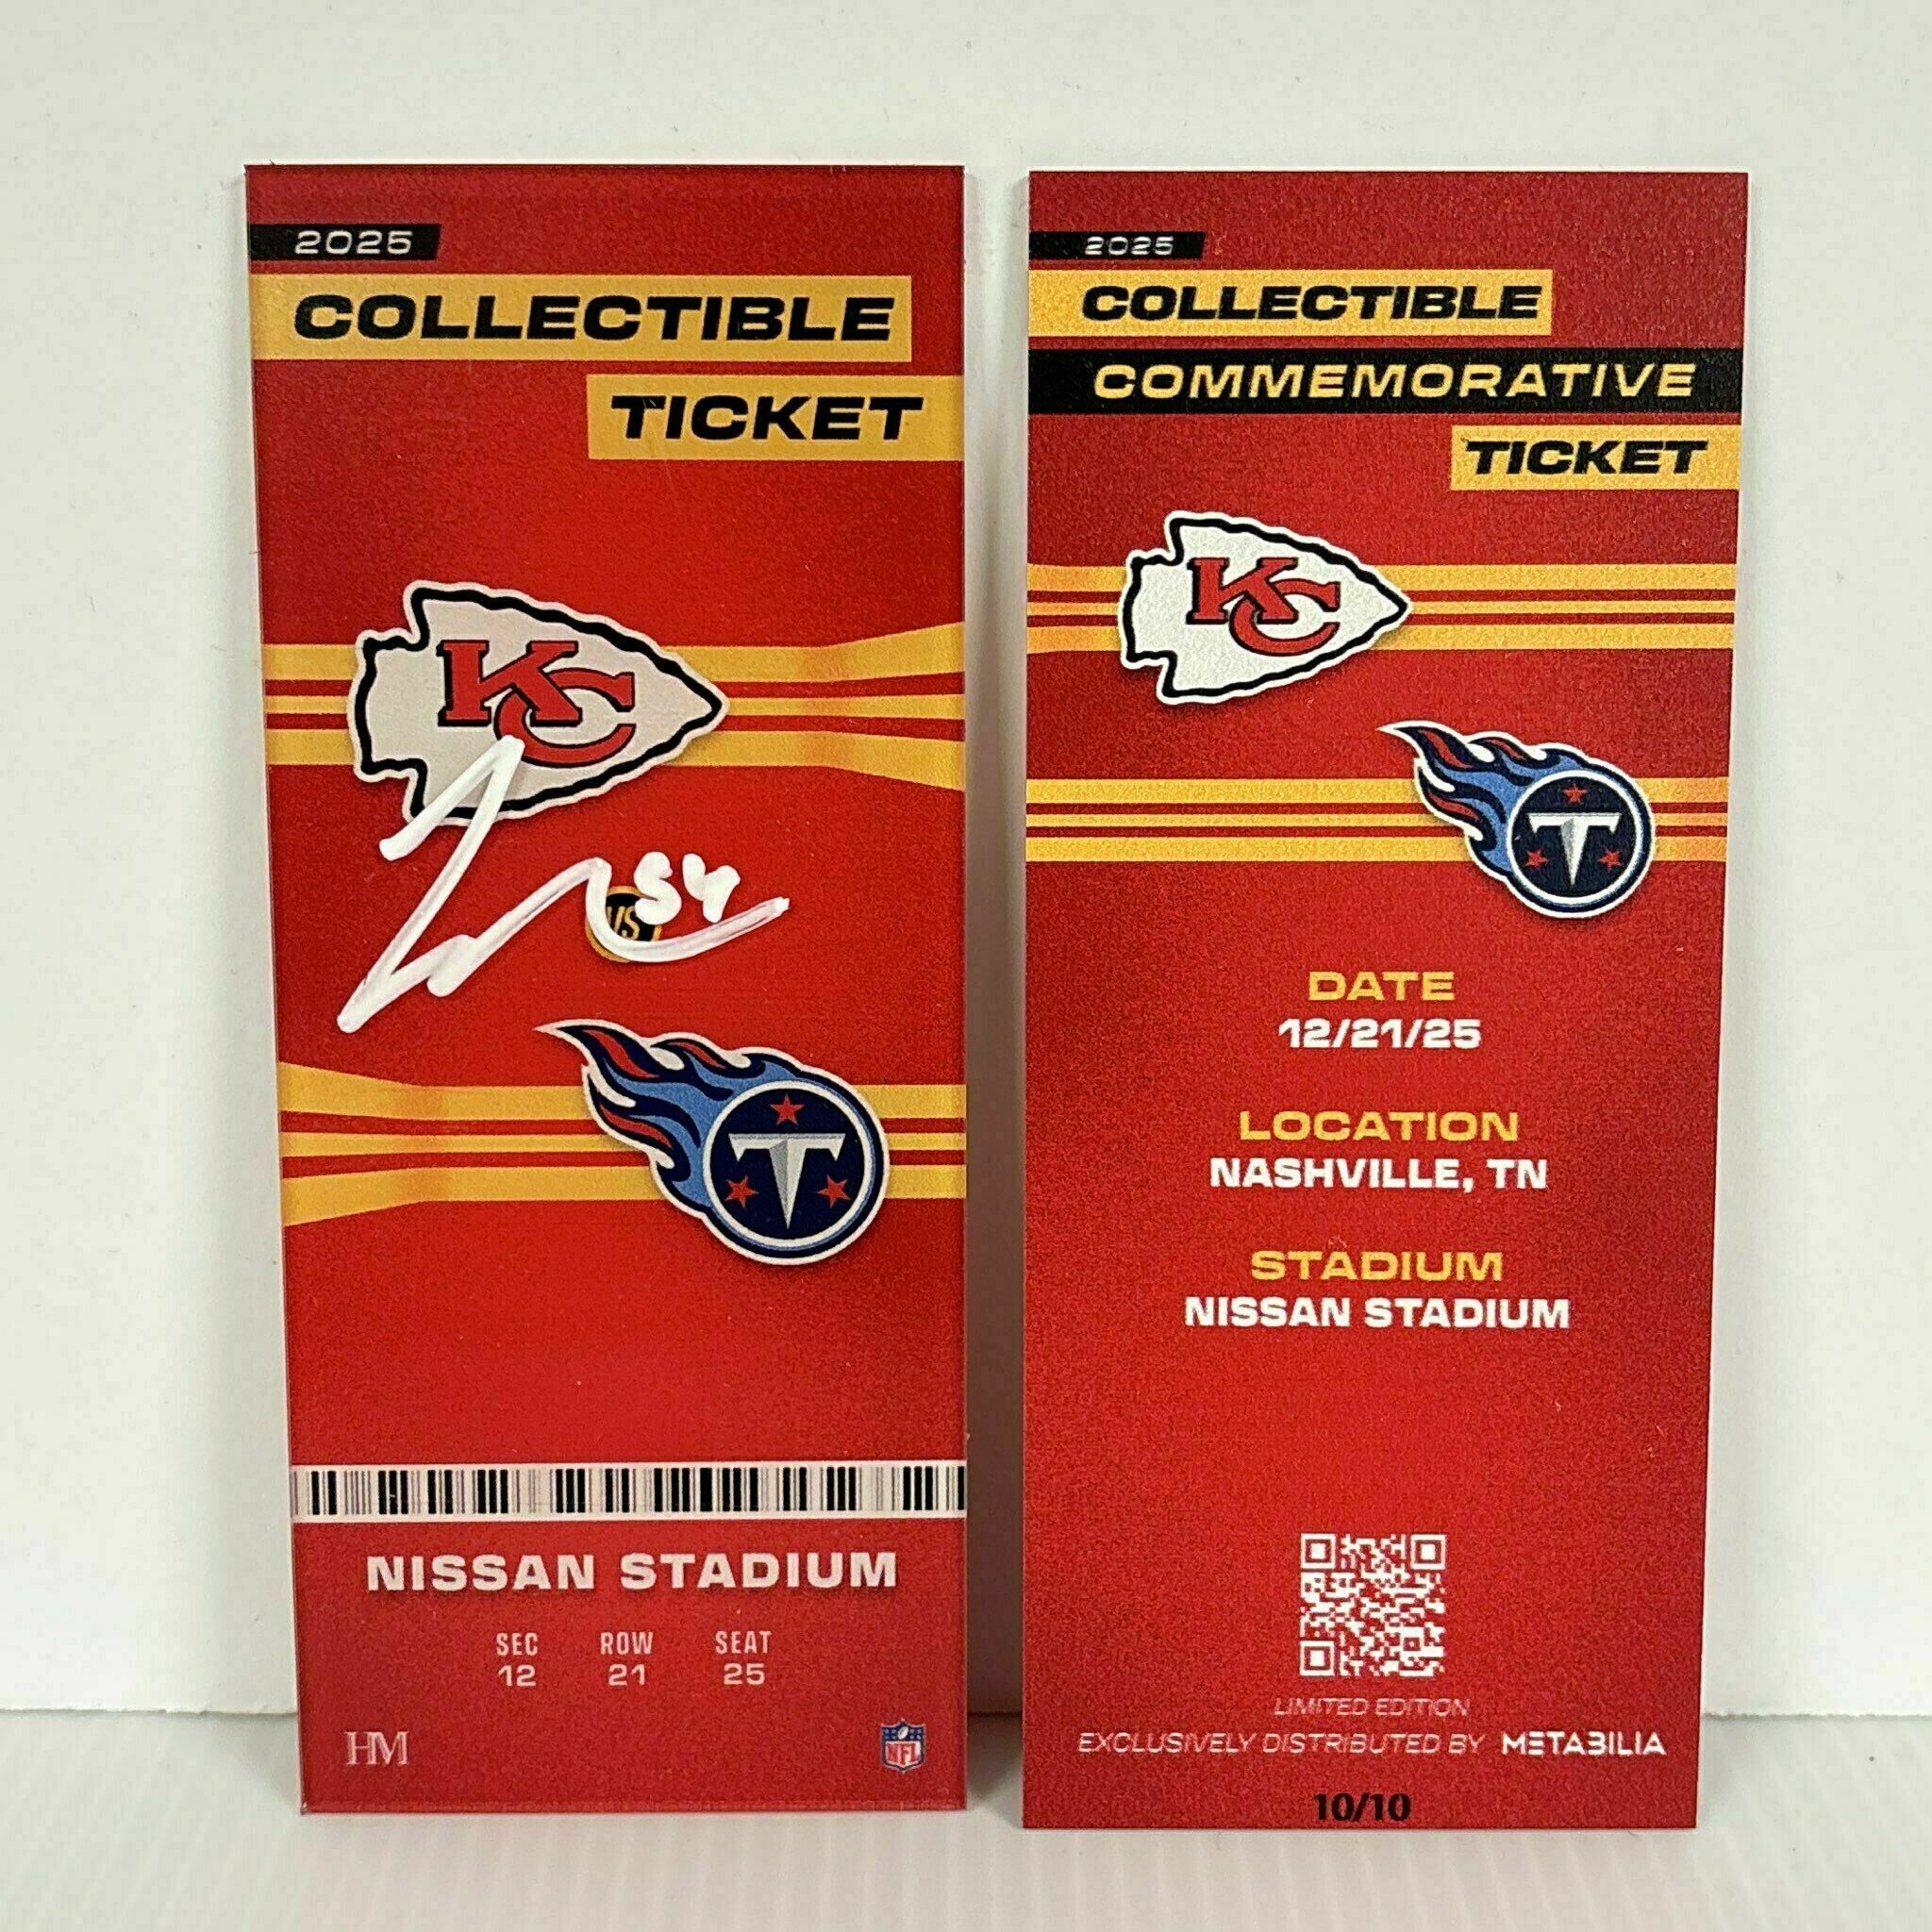 2025
COLLECTIBLE
TICKET
KC
54
VS
T
NISSAN STADIUM
SEC ROW SEAT
12 21 25
HM
NFL
2025
COLLECTIBLE
COMMEMORATIVE
TICKET
KC
T
DATE
12/21/25
LOCATION
NASHVILLE, TN
STADIUM
NISSAN STADIUM
LIMITED EDITION
EXCLUSIVELY DISTRIBUTED BY METABILIA
10/10